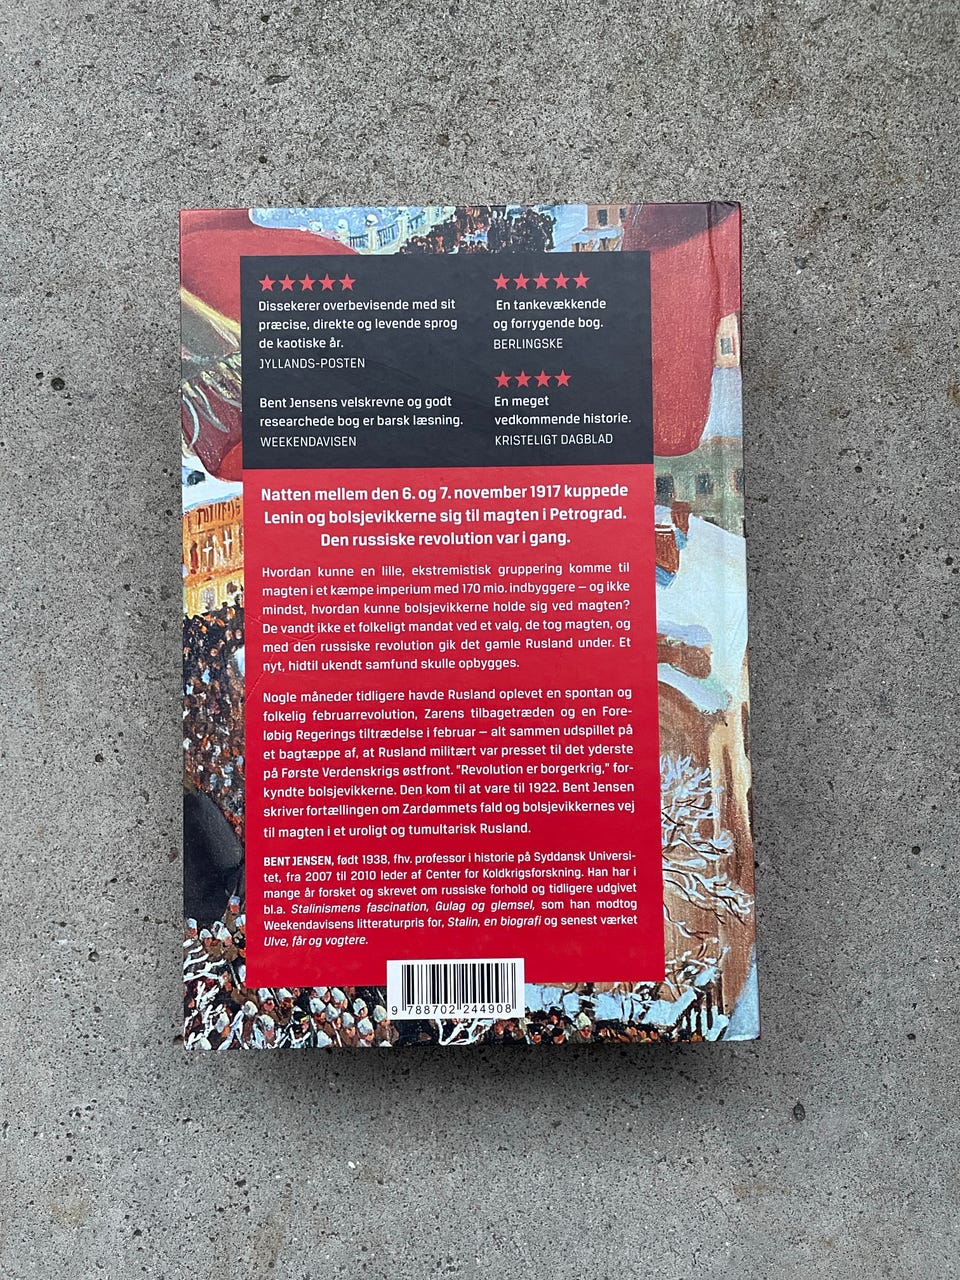 ★★★★★
Dissekerer overbevisende med sit
præcise, direkte og levende sprog
de kaotiske år.
JYLLANDS-POSTEN
Bent Jensens velskrevne og godt
researchede bog er barsk læsning.
WEEKENDAVISEN
★★★★★
En tankevækkende
og forrygende bog.
BERLINGSKE
★★★★
En meget
vedkommende historie.
KRISTELIGT DAGBLAD
Natten mellem den 6. og 7. november 1917 kuppede
Lenin og bolsjevikkerne sig til magten i Petrograd.
Den russiske revolution var i gang.
Hvordan kunne en lille, ekstremistisk gruppering komme til
magten i et kæmpe imperium med 170 mio. indbyggere – og ikke
mindst, hvordan kunne bolsjevikkerne holde sig ved magten?
De vandt ikke et folkeligt mandat ved et valg, de tog magten, og
med den russiske revolution gik det gamle Rusland under. Et
nyt, hidtil ukendt samfund skulle opbygges.
Nogle måneder tidligere havde Rusland oplevet en spontan og
folkelig februarrevolution, Zarens tilbagetræden og en Fore-
løbig Regerings tiltrædelse i februar – alt sammen udspillet på
et bagtæppe af, at Rusland militært var presset til det yderste
på Første Verdenskrigs østfront. "Revolution er borgerkrig," for-
kyndte bolsjevikkerne. Den kom til at vare til 1922. Bent Jensen
skriver fortællingen om Zardømmets fald og bolsjevikkernes vej
til magten i et uroligt og tumultarisk Rusland.
BENT JENSEN, født 1938, fhv. professor i historie på Syddansk Universi-
tet, fra 2007 til 2010 leder af Center for Koldkrigsforskning. Han har i
mange år forsket og skrevet om russiske forhold og tidligere udgivet
bl.a. Stalinismens fascination, Gulag og glemsel, som han modtog
Weekendavisens litteraturpris for, Stalin, en biografi og senest værket
Ulve, får og vogtere.
9 788702 244908